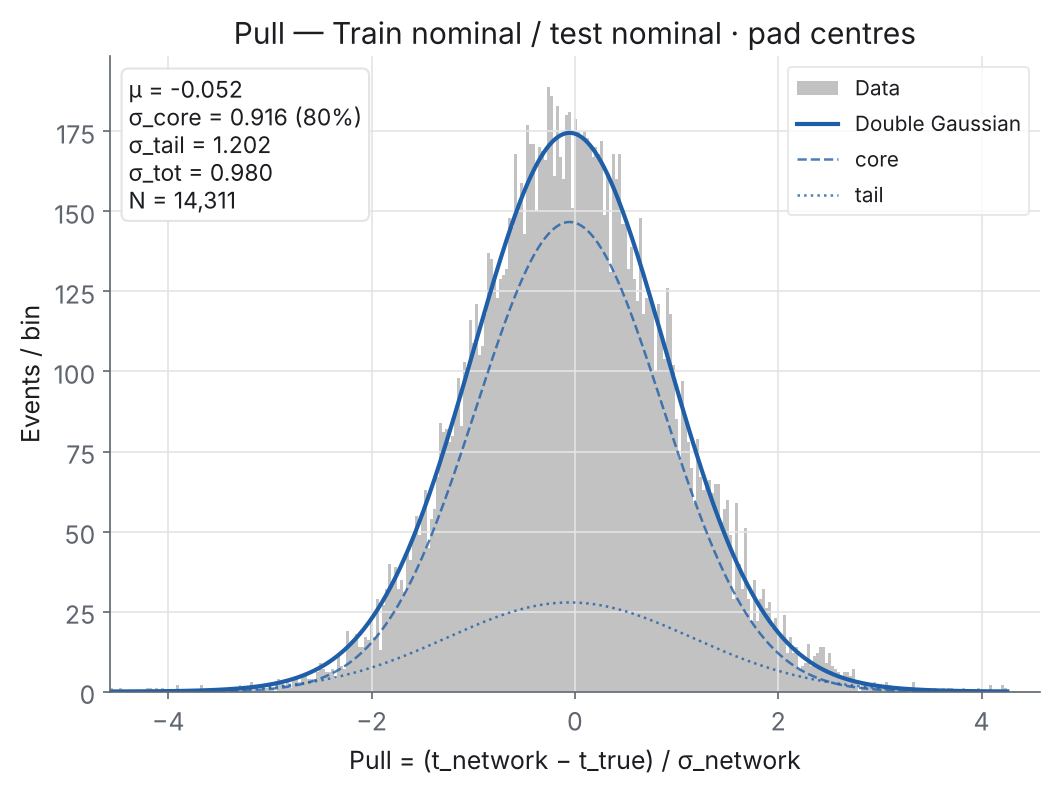 Pull — Train nominal / test nominal · pad centres
μ = -0.052
σ_core = 0.916 (80%)
σ_tail = 1.202
σ_tot = 0.980
N = 14,311
Data
Double Gaussian
core
tail
Events / bin
175
150
125
100
75
50
25
0
−4 −2 0 2 4
Pull = (t_network − t_true) / σ_network